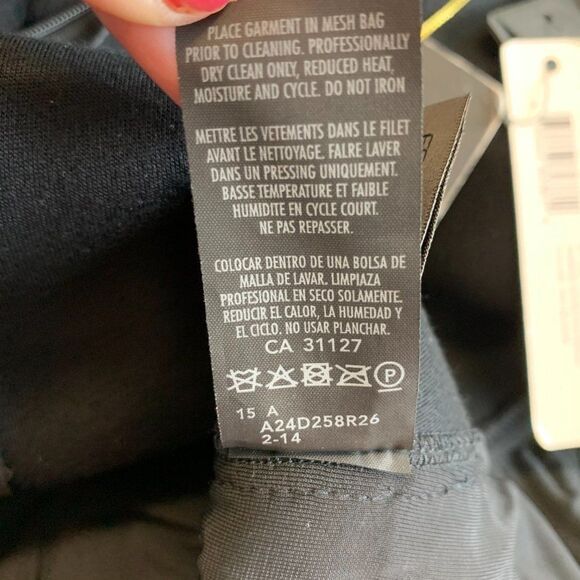 PLACE GARMENT IN MESH BAG
PRIOR TO CLEANING. PROFESSIONALLY
DRY CLEAN ONLY, REDUCED HEAT,
MOISTURE AND CYCLE. DO NOT IRON
METTRE LES VETEMENTS DANS LE FILET
AVANT LE NETTOYAGE. FALRE LAVER
DANS UN PRESSING UNIQUEMENT.
BASSE TEMPERATURE ET FAIBLE
HUMIDITE EN CYCLE COURT.
NE PAS REPASSER.
COLOCAR DENTRO DE UNA BOLSA DE
MALLA DE LAVAR. LIMPIAZA
PROFESIONAL EN SECO SOLAMENTE.
REDUCIR EL CALOR, LA HUMEDAD Y
EL CICLO. NO USAR PLANCHAR.
CA 31127
P
15 A
A24D258R26
2-14